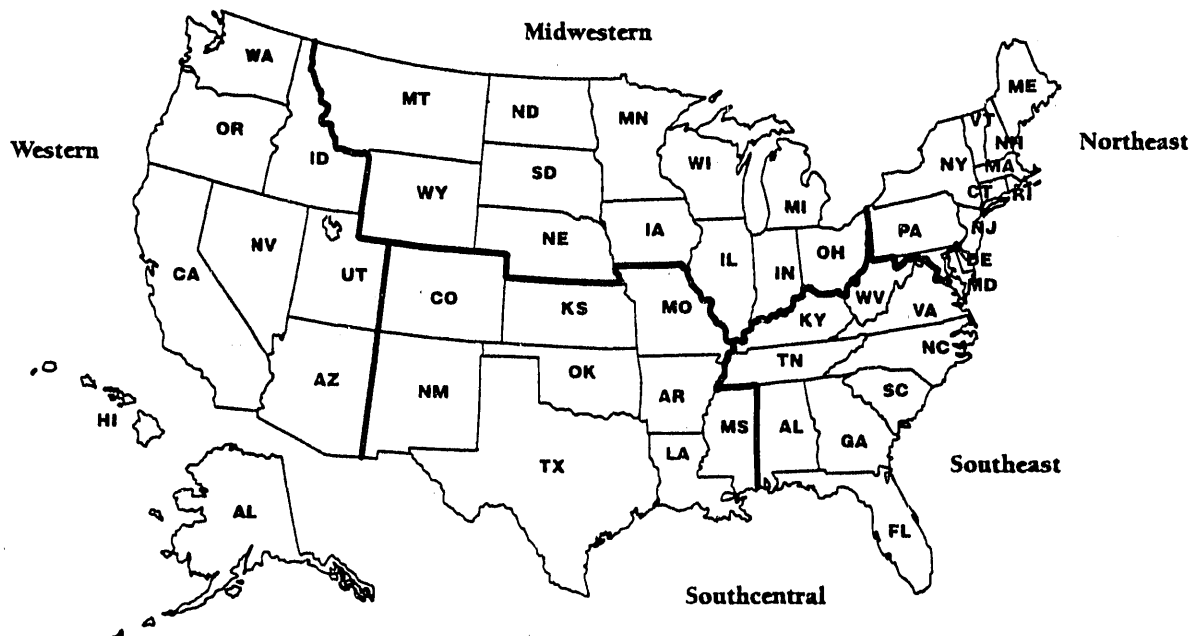 Midwestern
WA
MT
ND
MN
ME
OR
VT
Western
ID
NH
Northeast
WI
NY
MA
SD
WY
CT
RI
MI
NE
IA
PA
NJ
NV
OH
CA
UT
IL
IN
DE
CO
WV
MD
KS
MO
VA
KY
NC
TN
AZ
OK
NM
AR
SC
HI
MS
AL
GA
LA
TX
Southeast
AL
FL
Southcentral